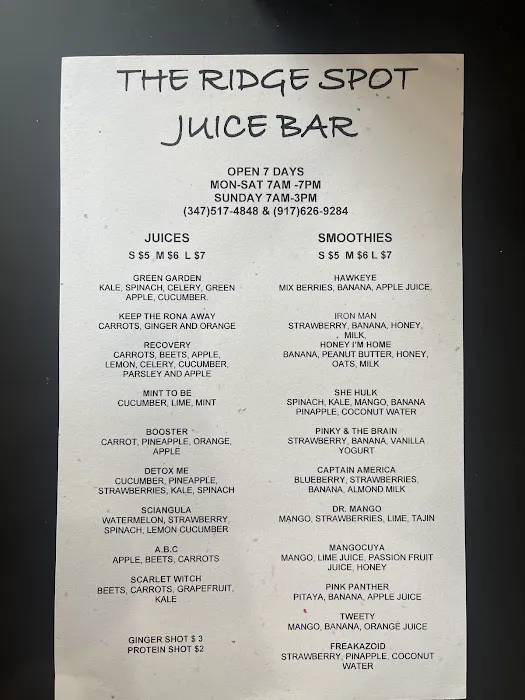 THE RIDGE SPOT
JUICE BAR
OPEN 7 DAYS
MON-SAT 7AM -7PM
SUNDAY 7AM-3PM
(347)517-4848 & (917)626-9284
JUICES
S $5 M $6 L $7
GREEN GARDEN
KALE, SPINACH, CELERY, GREEN
APPLE, CUCUMBER.
KEEP THE RONA AWAY
CARROTS, GINGER AND ORANGE
RECOVERY
CARROTS, BEETS, APPLE,
LEMON, CELERY, CUCUMBER,
PARSLEY AND APPLE
MINT TO BE
CUCUMBER, LIME, MINT
BOOSTER
CARROT, PINEAPPLE, ORANGE,
APPLE
DETOX ME
CUCUMBER, PINEAPPLE,
STRAWBERRIES, KALE, SPINACH
SCIANGULA
WATERMELON, STRAWBERRY,
SPINACH, LEMON CUCUMBER
A.B.C
APPLE, BEETS, CARROTS
SCARLET WITCH
BEETS, CARROTS, GRAPEFRUIT,
KALE
GINGER SHOT $ 3
PROTEIN SHOT $2
SMOOTHIES
S $5 M $6 L $7
HAWKEYE
MIX BERRIES, BANANA, APPLE JUICE,
IRON MAN
STRAWBERRY, BANANA, HONEY,
MILK,
HONEY I'M HOME
BANANA, PEANUT BUTTER, HONEY,
OATS, MILK
SHE HULK
SPINACH, KALE, MANGO, BANANA
PINAPPLE, COCONUT WATER
PINKY & THE BRAIN
STRAWBERRY, BANANA, VANILLA
YOGURT
CAPTAIN AMERICA
BLUEBERRY, STRAWBERRIES,
BANANA, ALMOND MILK
DR. MANGO
MANGO, STRAWBERRIES, LIME, TAJIN
MANGOCUYA
MANGO, LIME JUICE, PASSION FRUIT
JUICE, HONEY
PINK PANTHER
PITAYA, BANANA, APPLE JUICE
TWEETY
MANGO, BANANA, ORANGE JUICE
FREAKAZOID
STRAWBERRY, PINAPPLE, COCONUT
WATER